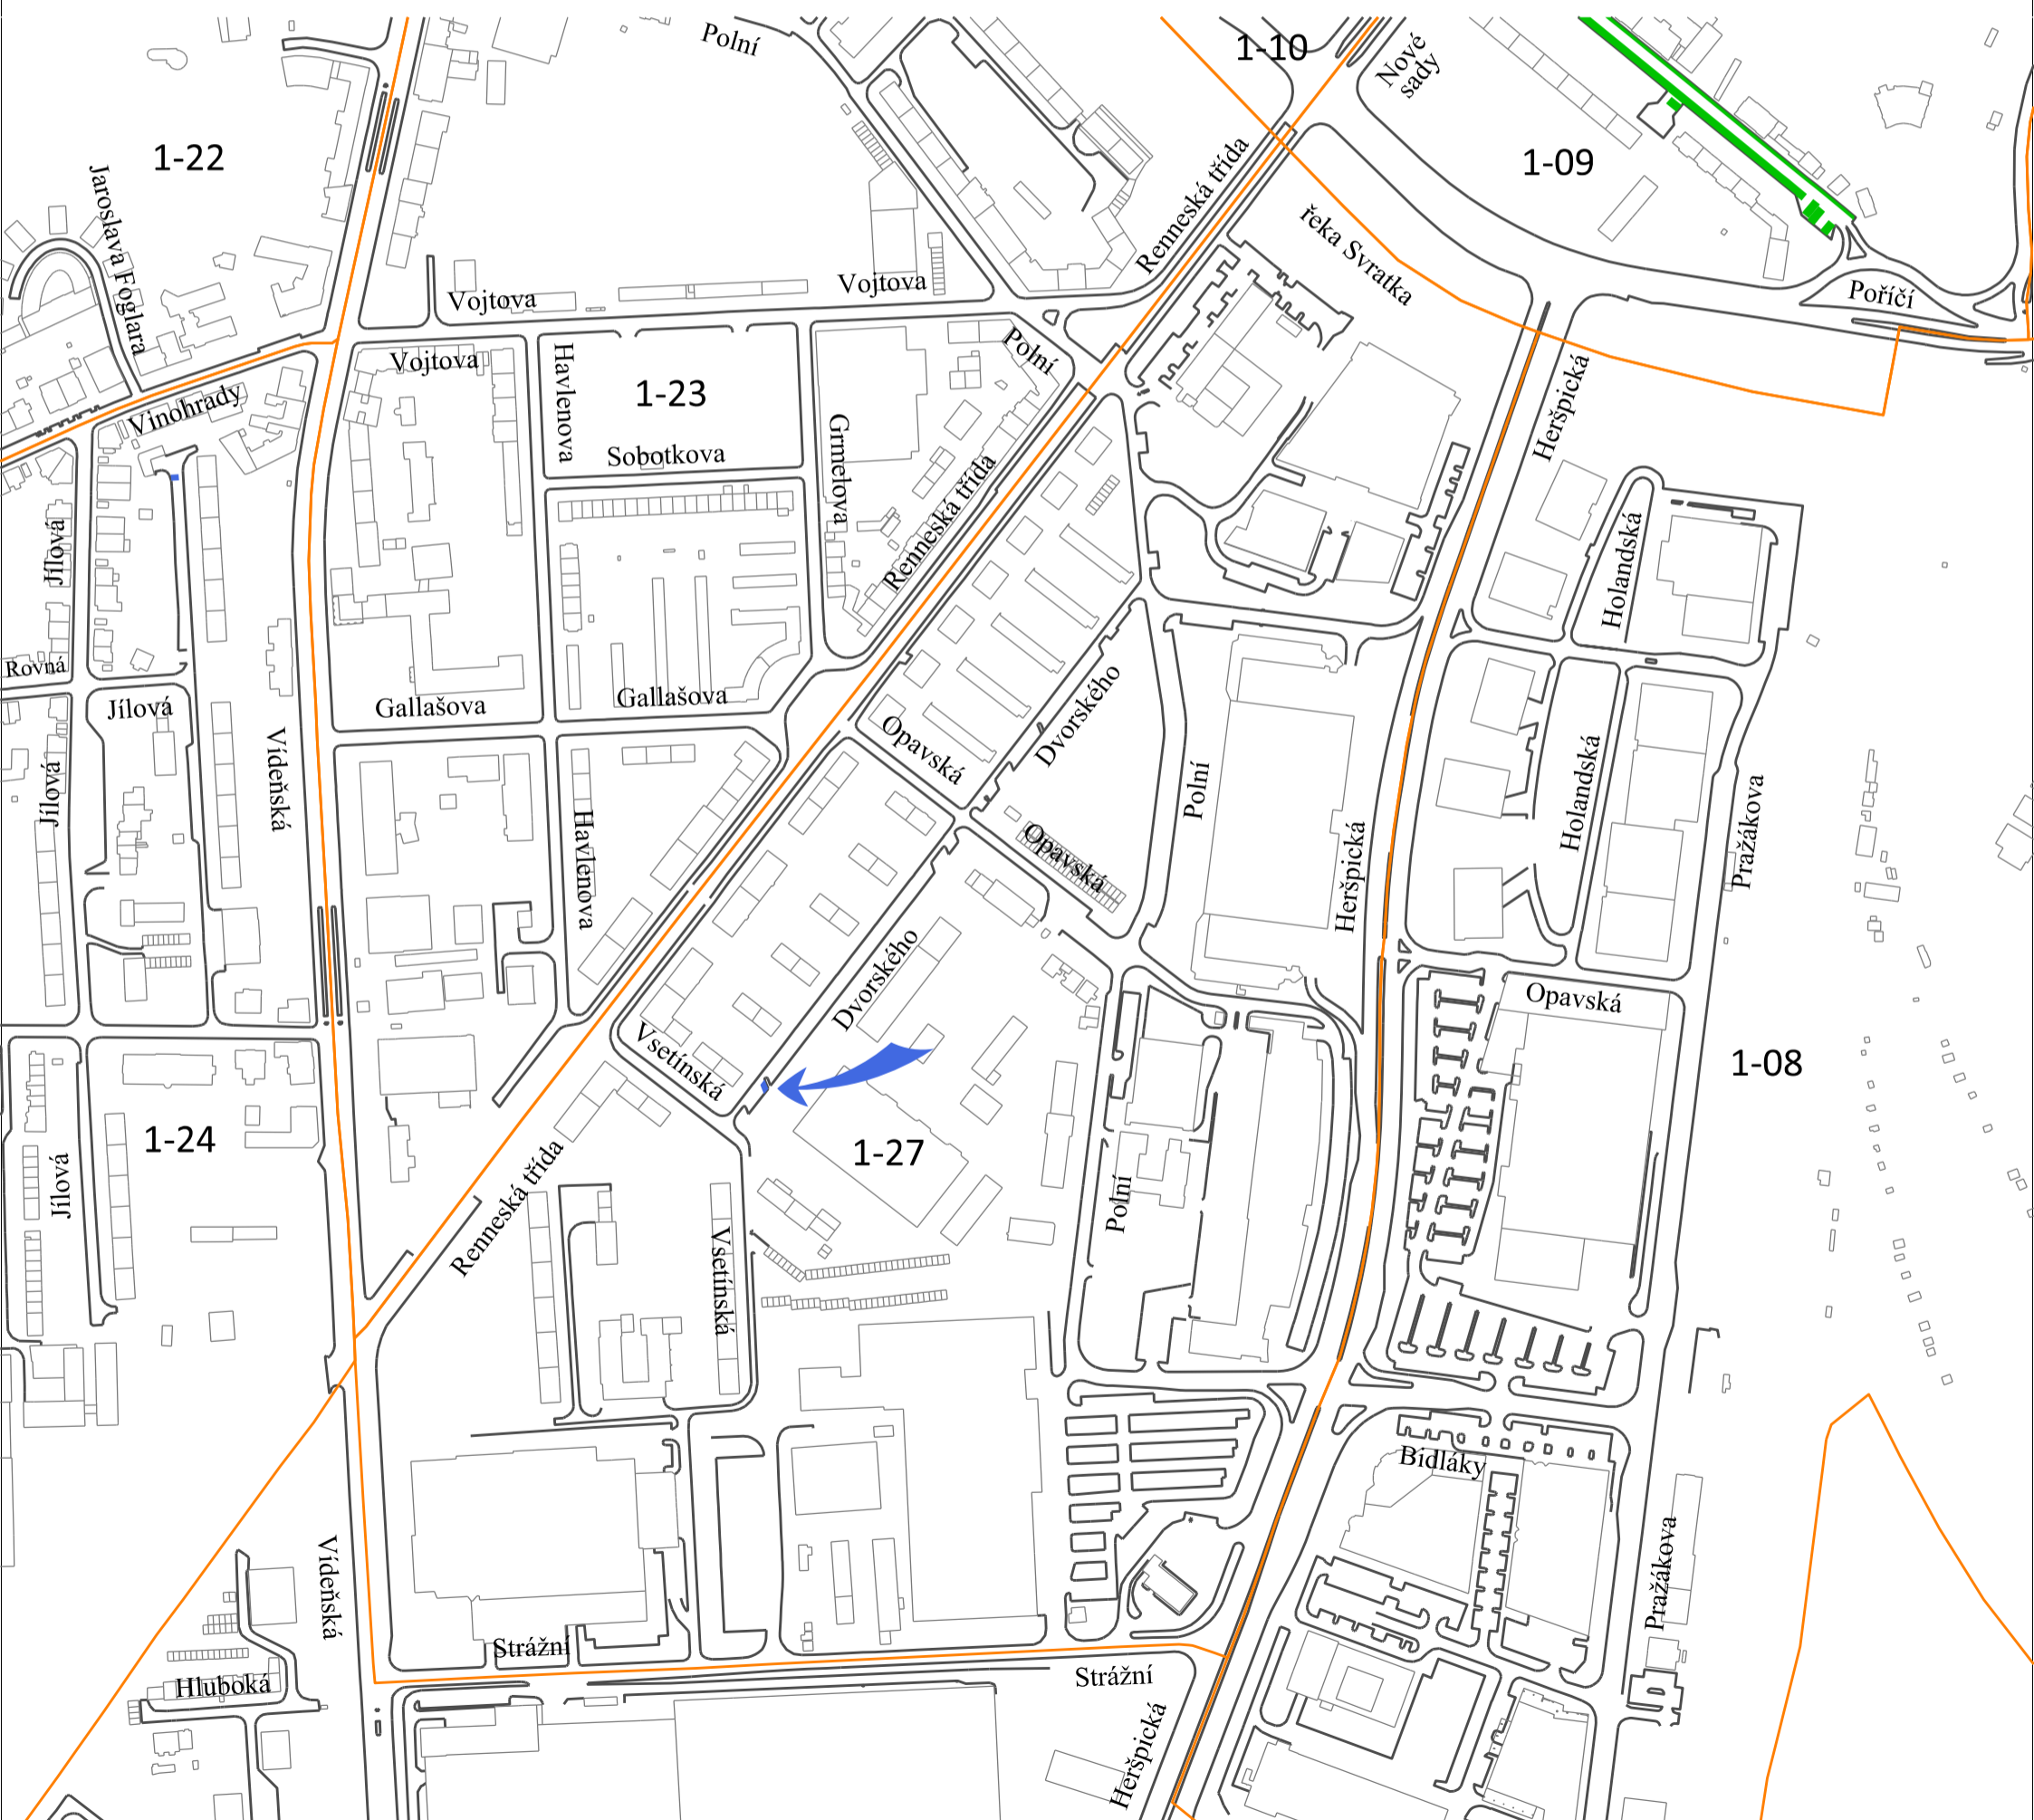 Polní
1-10
Nové
sady
1-22
1-09
Jaroslava Foglara
Renneská třída
řeka Svratka
Vojtova
Vojtova
Poříčí
Vojtova
Havlenova
1-23
Polní
Heršpická
Vinohrady
Sobotkova
Grmelova
Renneská třída
Jílová
Holandská
Rovná
Jílová
Gallašova
Gallašova
Dvorského
Opavská
Vídeňská
Jílová
Polní
Holandská
Pražákova
Havlenova
Opavská
Heršpická
Dvorského
Opavská
Vsetínská
1-08
1-24
1-27
Jílová
Renneská třída
Polní
Vsetínská
Bidláky
Vídeňská
Pražákova
Strážní
Strážní
Hluboká
Heršpická